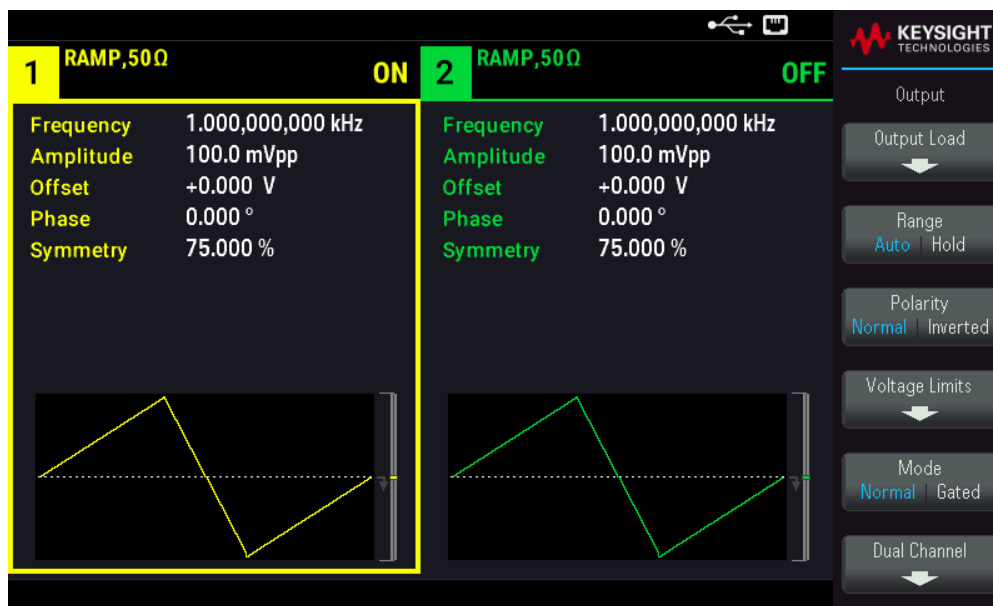 KEYSIGHT
TECHNOLOGIES
1 RAMP,50Ω ON
2 RAMP,50Ω OFF
Frequency 1.000,000,000 kHz
Amplitude 100.0 mVpp
Offset +0.000 V
Phase 0.000 °
Symmetry 75.000 %
Frequency 1.000,000,000 kHz
Amplitude 100.0 mVpp
Offset +0.000 V
Phase 0.000 °
Symmetry 75.000 %
Output
Output Load
Range
Auto | Hold
Polarity
Normal | Inverted
Voltage Limits
Mode
Normal | Gated
Dual Channel